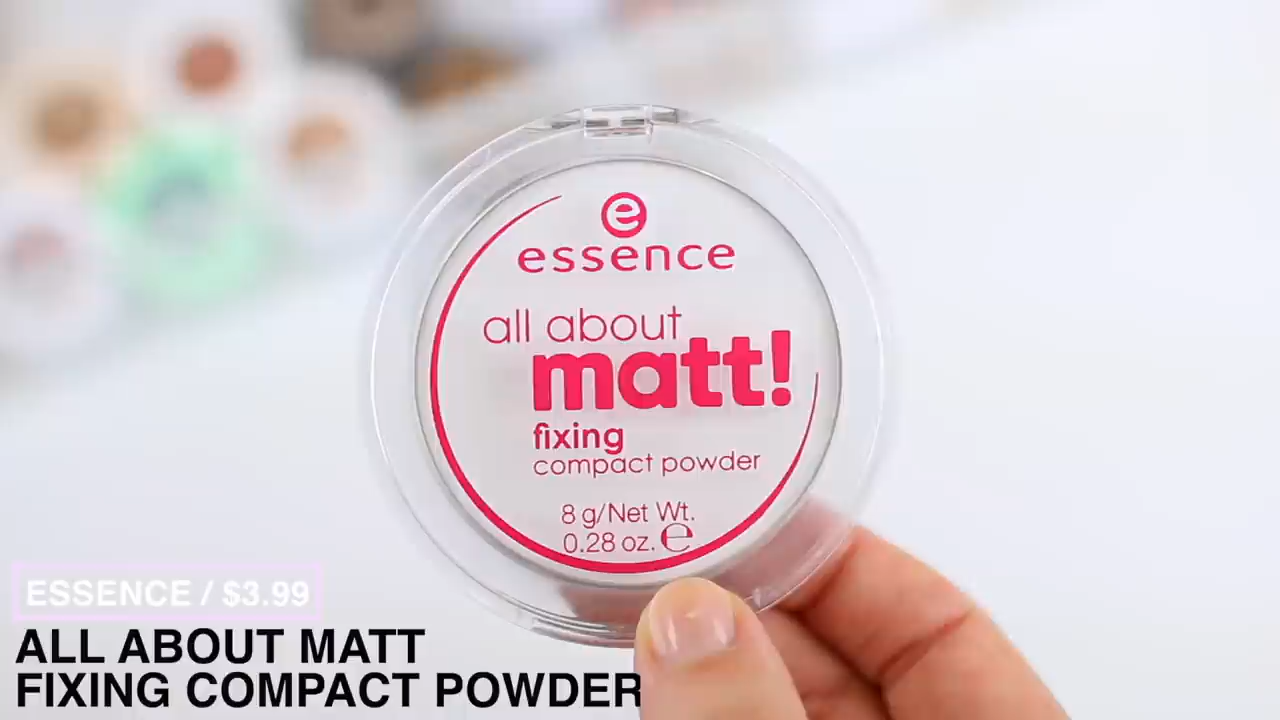 e
essence
all about
matt!
fixing
compact powder
8 g/Net Wt.
0.28 oz. ℮
ESSENCE / $3.99
ALL ABOUT MATT
FIXING COMPACT POWDER